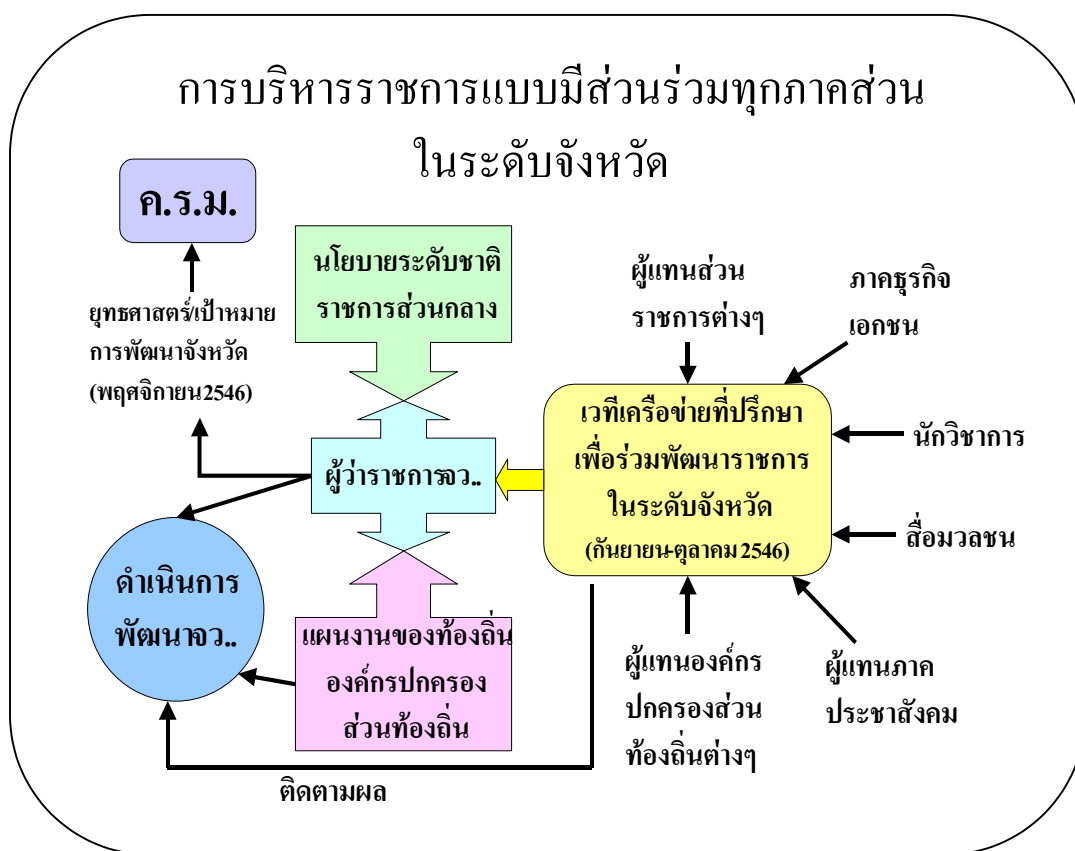 การบริหารราชการแบบมีส่วนร่วมทุกภาคส่วน
ในระดับจังหวัด
ค.ร.ม.
ยุทธศาสตร์/เป้าหมาย
การพัฒนาจังหวัด
(พฤศจิกายน 2546)
นโยบายระดับชาติ
ราชการส่วนกลาง
ผู้ว่าราชการจว..
ดำเนินการ
พัฒนาจว..
แผนงานของท้องถิ่น
องค์กรปกครอง
ส่วนท้องถิ่น
ติดตามผล
ผู้แทนส่วน
ราชการต่างๆ
ภาคธุรกิจ
เอกชน
เวทีเครือข่ายที่ปรึกษา
เพื่อร่วมพัฒนาราชการ
ในระดับจังหวัด
(กันยายน-ตุลาคม 2546)
นักวิชาการ
สื่อมวลชน
ผู้แทนองค์กร
ปกครองส่วน
ท้องถิ่นต่างๆ
ผู้แทนภาค
ประชาสังคม